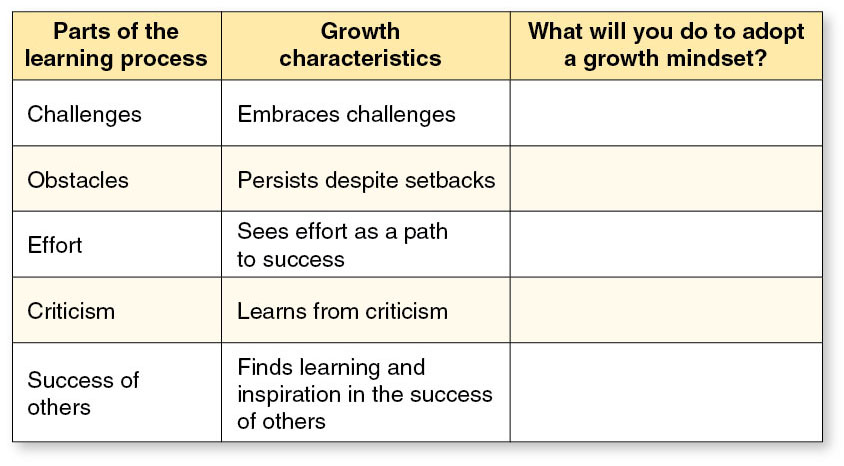 Parts of the
learning process
Growth
characteristics
What will you do to adopt
a growth mindset?
Challenges
Embraces challenges
Obstacles
Persists despite setbacks
Effort
Sees effort as a path
to success
Criticism
Learns from criticism
Success of
others
Finds learning and
inspiration in the success
of others